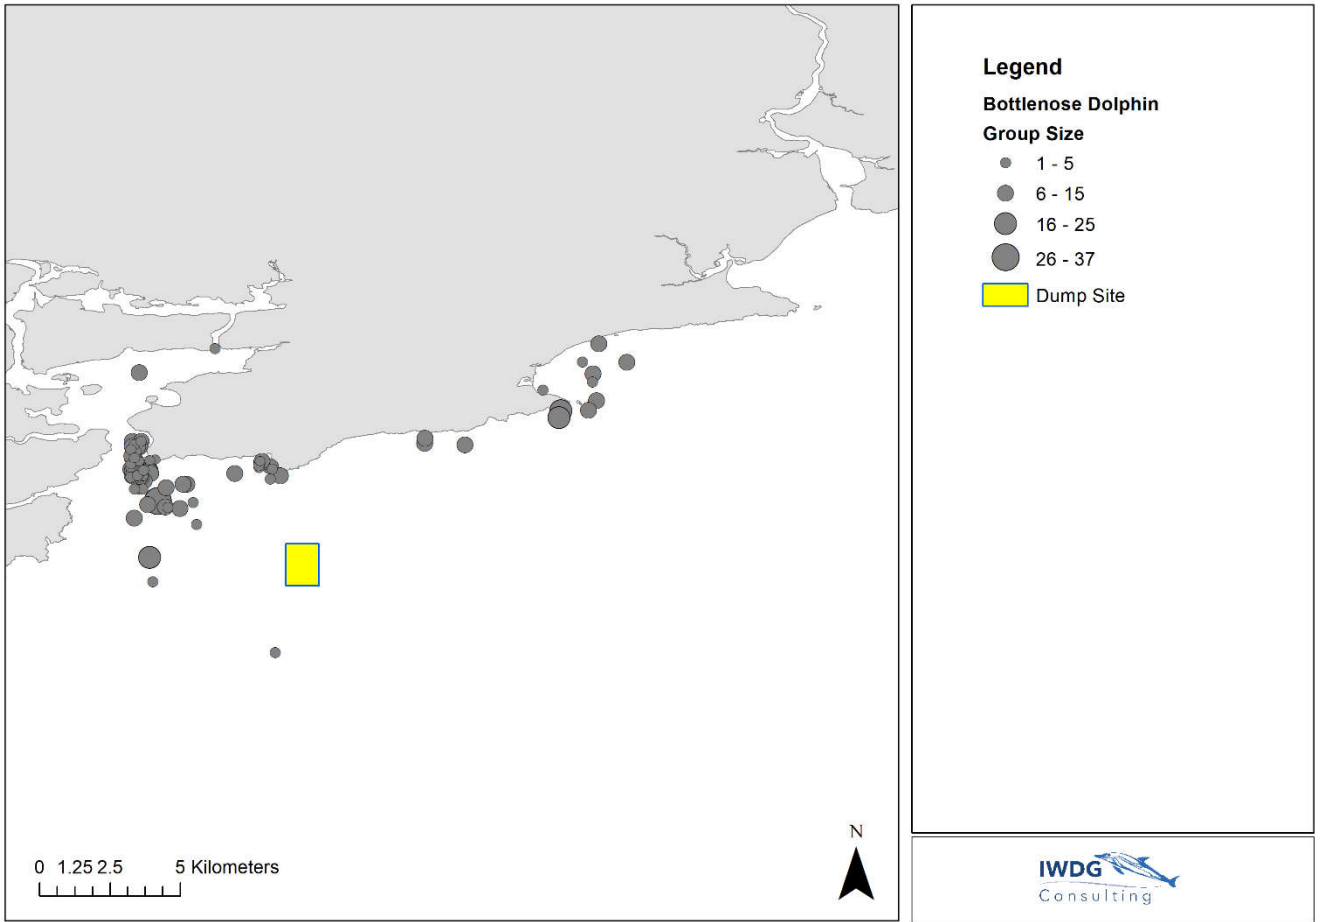 Legend
Bottlenose Dolphin
Group Size
1 - 5
6 - 15
16 - 25
26 - 37
Dump Site
N
0 1.25 2.5 5 Kilometers
IWDG
Consulting